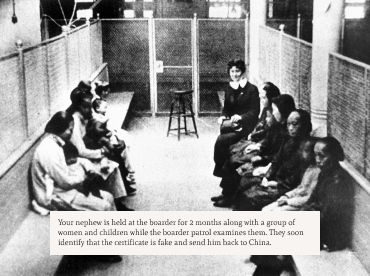 Your nephew is held at the boarder for 2 months along with a group of
women and children while the boarder patrol examines them. They soon
identify that the certificate is fake and send him back to China.